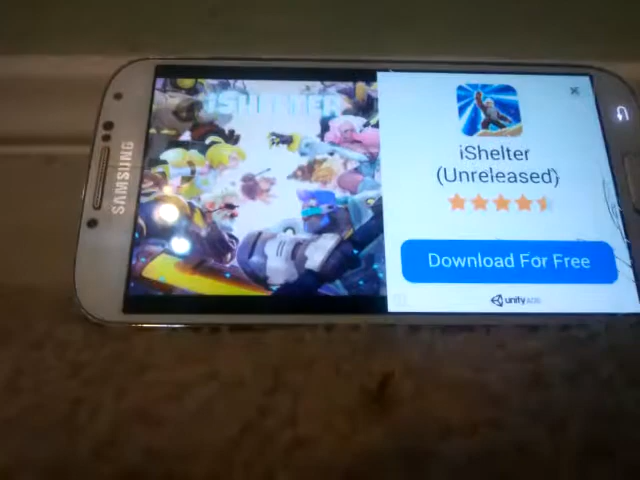 SAMSUNG
iSHELTER
iShelter
(Unreleased)
Download For Free
unity ADS